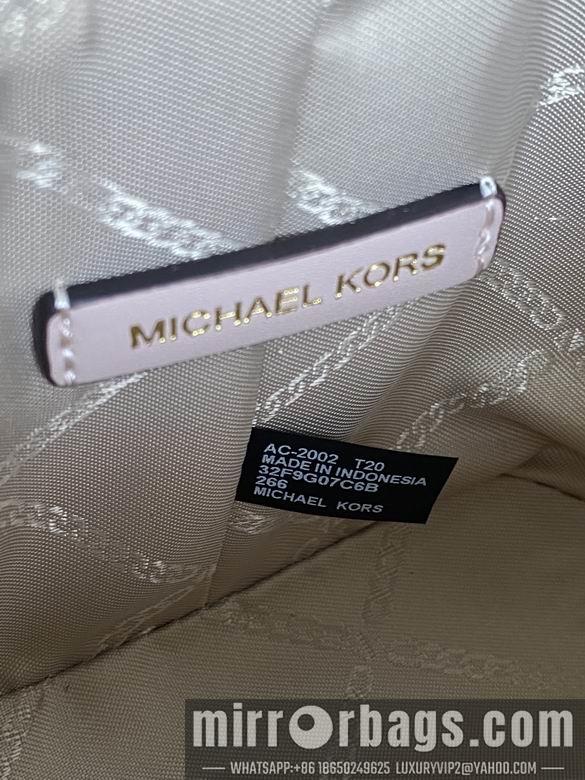 MICHAEL KORS
AC-2002 T20
MADE IN INDONESIA
32F9G07C6B
266
MICHAEL KORS
mirrorbags.com
WHATSAPP:+86 18650249625 LUXURYVIP2@YAHOO.COM